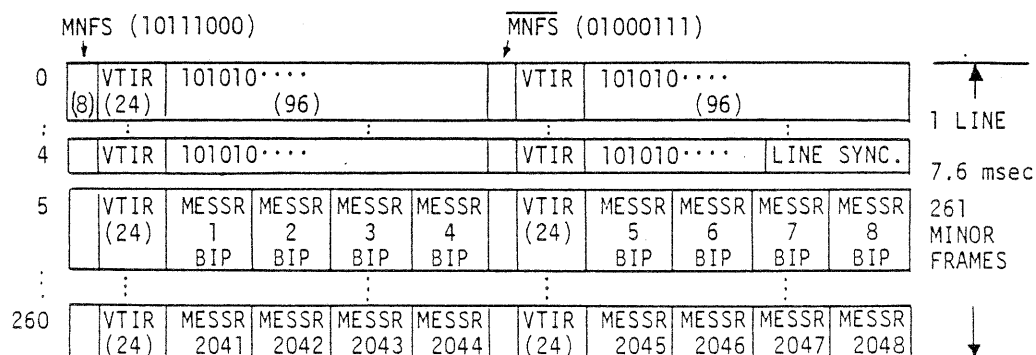 MNFS (10111000) MNFS (01000111)
0 VTIR 101010···· VTIR 101010····
(8) (24) (96) (96)
1 LINE
4 VTIR 101010···· VTIR 101010···· LINE SYNC.
7.6 msec
5 VTIR MESSR MESSR MESSR MESSR VTIR MESSR MESSR MESSR MESSR 261
(24) 1 2 3 4 (24) 5 6 7 8 MINOR
BIP BIP BIP BIP BIP BIP BIP BIP FRAMES
260 VTIR MESSR MESSR MESSR MESSR VTIR MESSR MESSR MESSR MESSR
(24) 2041 2042 2043 2044 (24) 2045 2046 2047 2048